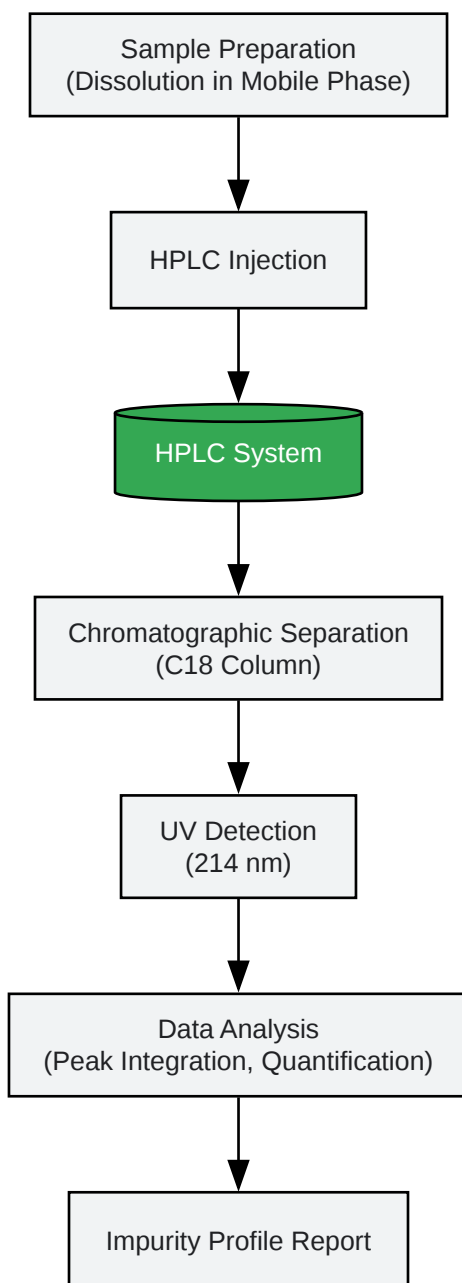 Sample Preparation
(Dissolution in Mobile Phase)
HPLC Injection
HPLC System
Chromatographic Separation
(C18 Column)
UV Detection
(214 nm)
Data Analysis
(Peak Integration, Quantification)
Impurity Profile Report